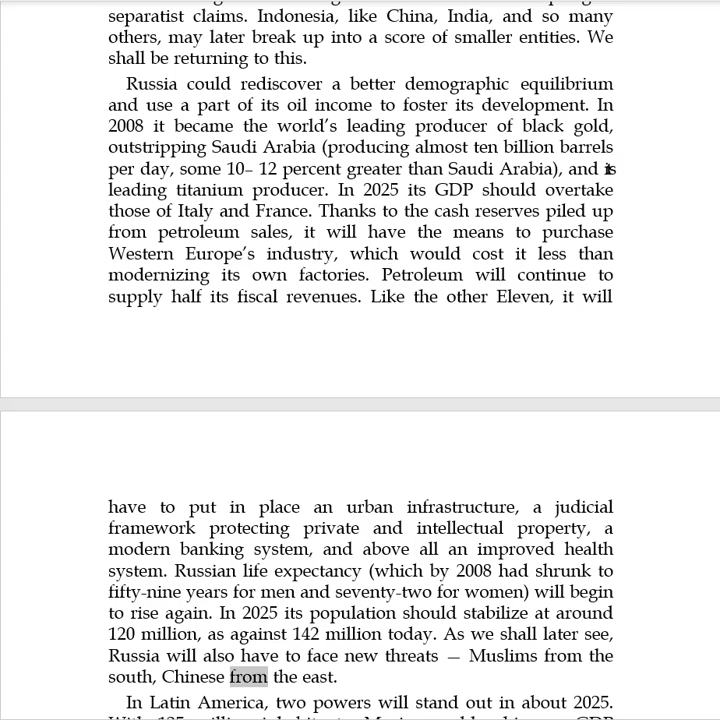 separatist claims. Indonesia, like China, India, and so many
others, may later break up into a score of smaller entities. We
shall be returning to this.
Russia could rediscover a better demographic equilibrium
and use a part of its oil income to foster its development. In
2008 it became the world’s leading producer of black gold,
outstripping Saudi Arabia (producing almost ten billion barrels
per day, some 10– 12 percent greater than Saudi Arabia), and is
leading titanium producer. In 2025 its GDP should overtake
those of Italy and France. Thanks to the cash reserves piled up
from petroleum sales, it will have the means to purchase
Western Europe’s industry, which would cost it less than
modernizing its own factories. Petroleum will continue to
supply half its fiscal revenues. Like the other Eleven, it will
have to put in place an urban infrastructure, a judicial
framework protecting private and intellectual property, a
modern banking system, and above all an improved health
system. Russian life expectancy (which by 2008 had shrunk to
fifty-nine years for men and seventy-two for women) will begin
to rise again. In 2025 its population should stabilize at around
120 million, as against 142 million today. As we shall later see,
Russia will also have to face new threats — Muslims from the
south, Chinese from the east.
In Latin America, two powers will stand out in about 2025.